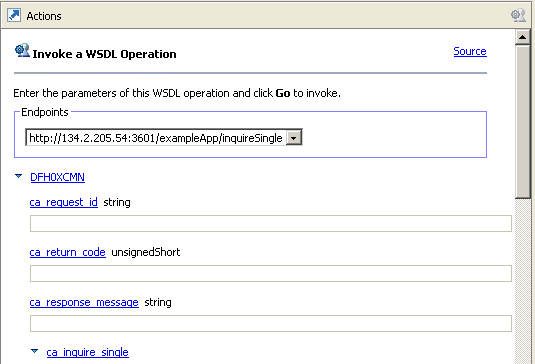 Actions
Invoke a WSDL Operation Source
Enter the parameters of this WSDL operation and click Go to invoke.
Endpoints
http://134.2.205.54:3601/exampleApp/inquireSingle
DFH0XCMN
ca_request_id string
ca_return_code unsignedShort
ca_response_message string
ca_inquire_single